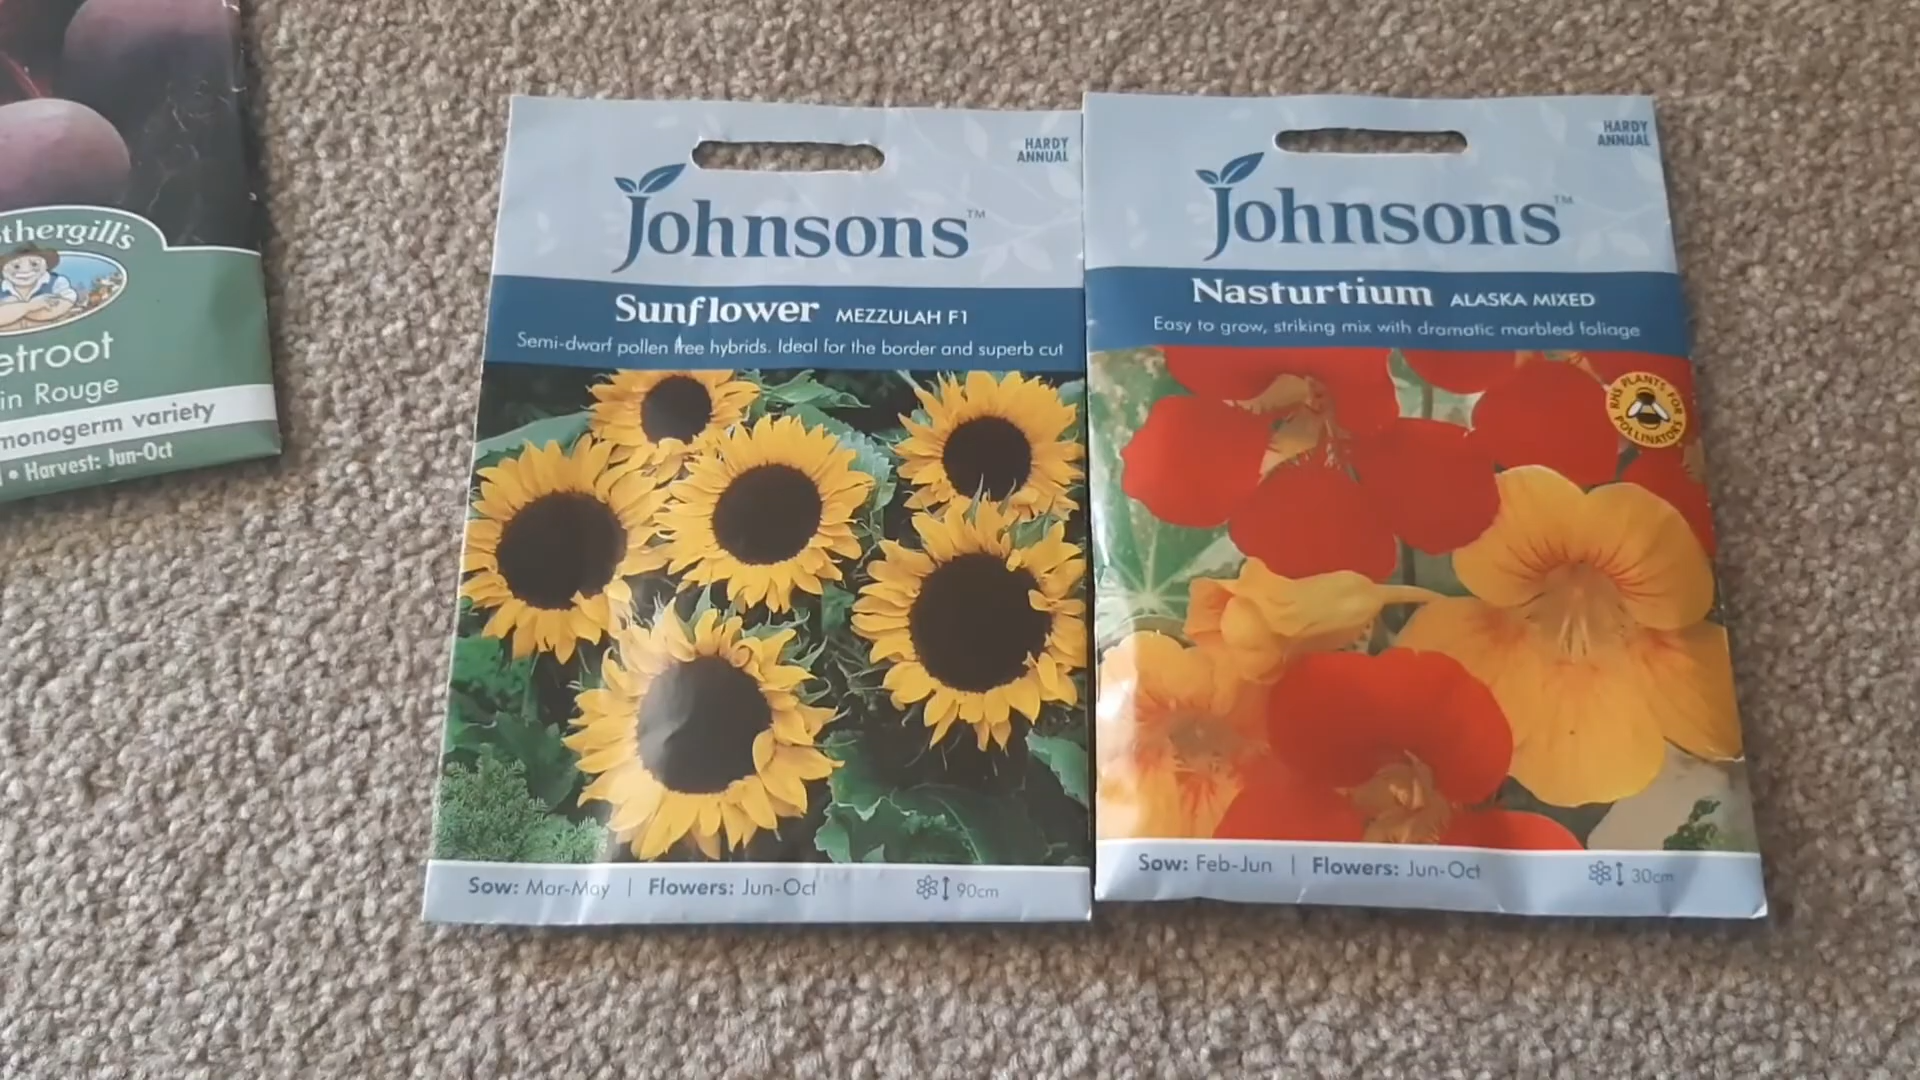 thergill's
etroot
in Rouge
monogerm variety
• Harvest: Jun-Oct
HARDY
ANNUAL
Johnsons™
Sunflower MEZZULAH F1
Semi-dwarf pollen free hybrids. Ideal for the border and superb cut
Sow: Mar-May | Flowers: Jun-Oct 90cm
HARDY
ANNUAL
Johnsons™
Nasturtium ALASKA MIXED
Easy to grow, striking mix with dramatic marbled foliage
RHS PLANTS FOR
POLLINATORS
Sow: Feb-Jun | Flowers: Jun-Oct 30cm